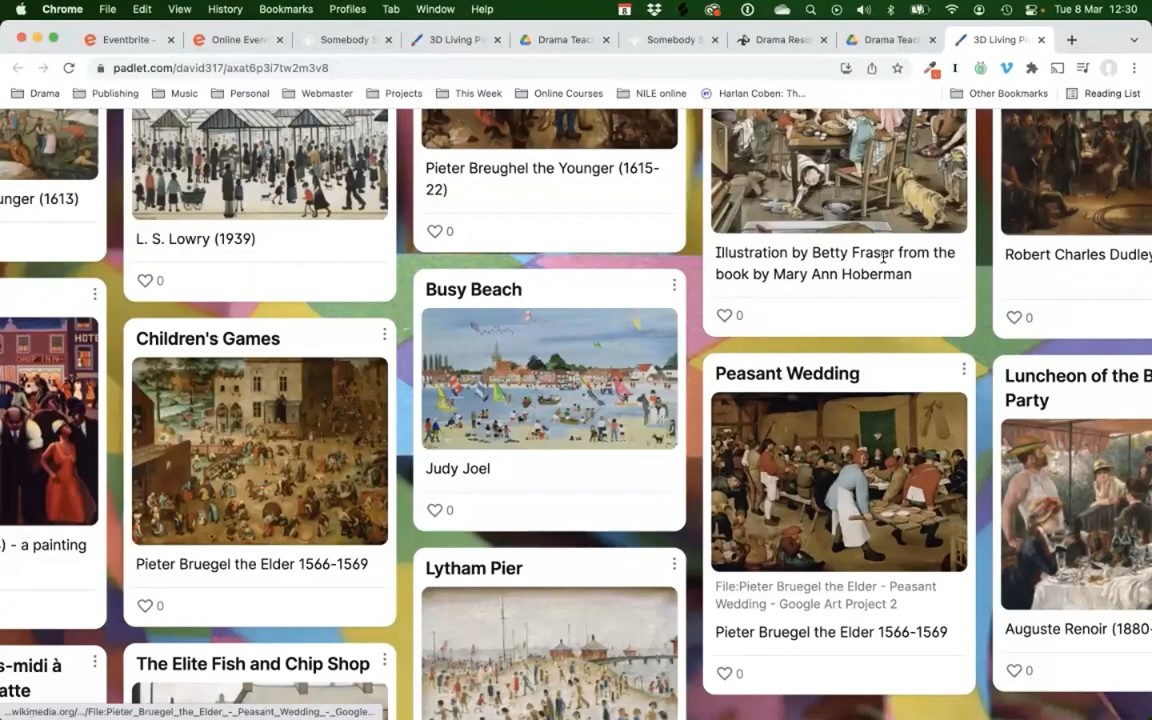 Chrome File Edit View History Bookmarks Profiles Tab Window Help
8
Tue 8 Mar 12:30
Eventbrite -
Online Even
Somebody S
3D Living Pi
Drama Teac
Somebody S
Drama Reso
Drama Teac
3D Living Pi
padlet.com/david317/axat6p3i7tw2m3v8
Drama Publishing Music Personal Webmaster Projects This Week Online Courses NILE online Harlan Coben: Th... Other Bookmarks Reading List
unger (1613)
HOTE
DROP INN
) - a painting
s-midi à
atte
L. S. Lowry (1939)
0
Children's Games
Pieter Bruegel the Elder 1566-1569
0
The Elite Fish and Chip Shop
Pieter Breughel the Younger (1615-
22)
0
Busy Beach
Judy Joel
0
Lytham Pier
Illustration by Betty Fraser from the
book by Mary Ann Hoberman
0
Peasant Wedding
File:Pieter Bruegel the Elder - Peasant
Wedding - Google Art Project 2
Pieter Bruegel the Elder 1566-1569
0
Robert Charles Dudley
0
Luncheon of the B
Party
Auguste Renoir (1880-
0
...wikimedia.org/.../File:Pieter_Bruegel_the_Elder_-_Peasant_Wedding_-_Google...